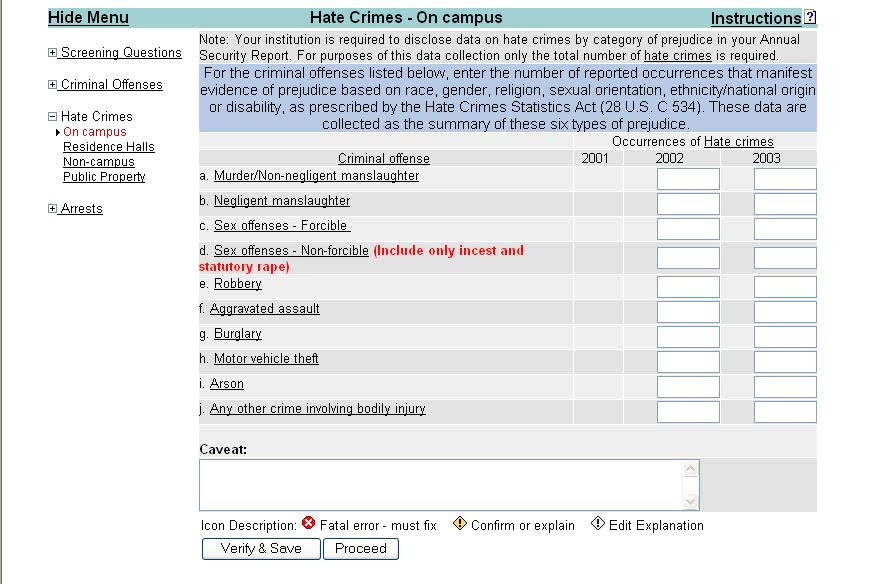 Hide Menu
Hate Crimes - On campus
Instructions ?
Screening Questions
Criminal Offenses
Hate Crimes
On campus
Residence Halls
Non-campus
Public Property
Arrests
Note: Your institution is required to disclose data on hate crimes by category of prejudice in your Annual
Security Report. For purposes of this data collection only the total number of hate crimes is required.
For the criminal offenses listed below, enter the number of reported occurrences that manifest
evidence of prejudice based on race, gender, religion, sexual orientation, ethnicity/national origin
or disability, as prescribed by the Hate Crimes Statistics Act (28 U.S. C 534). These data are
collected as the summary of these six types of prejudice.
Occurrences of Hate crimes
Criminal offense 2001 2002 2003
a. Murder/Non-negligent manslaughter
b. Negligent manslaughter
c. Sex offenses - Forcible
d. Sex offenses - Non-forcible (Include only incest and
statutory rape)
e. Robbery
f. Aggravated assault
g. Burglary
h. Motor vehicle theft
i. Arson
j. Any other crime involving bodily injury
Caveat:
Icon Description: Fatal error - must fix Confirm or explain Edit Explanation
Verify & Save Proceed